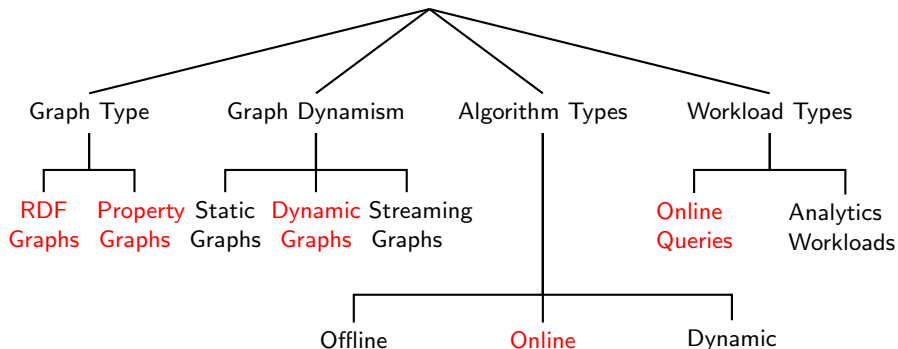 Graph Type
Graph Dynamism
Algorithm Types
Workload Types
RDF
Graphs
Property
Graphs
Static
Graphs
Dynamic
Graphs
Streaming
Graphs
Online
Queries
Analytics
Workloads
Offline
Online
Dynamic